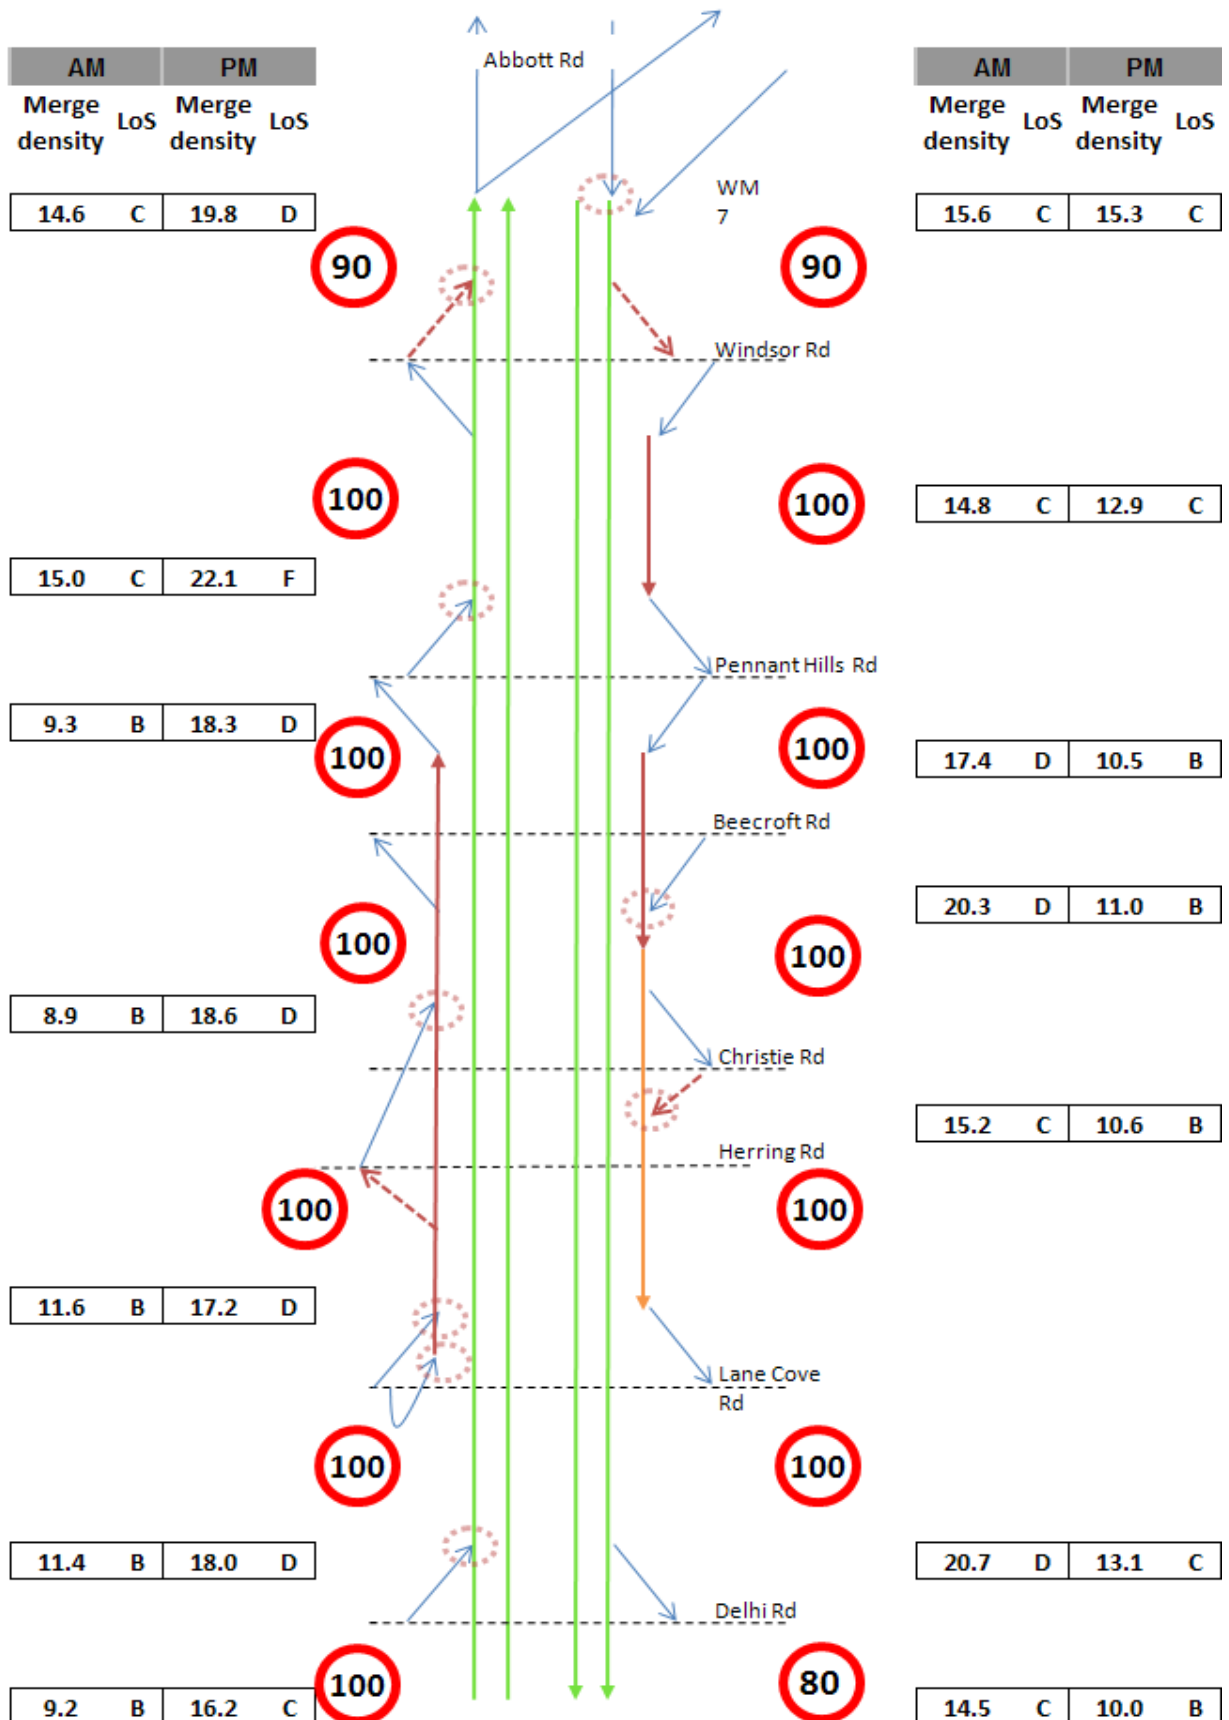 Abbott Rd
AM PM AM PM
Merge density LoS Merge density LoS Merge density LoS Merge density LoS
WM
7
14.6 C 19.8 D 15.6 C 15.3 C
90 90
Windsor Rd
100 100 14.8 C 12.9 C
15.0 C 22.1 F
Pennant Hills Rd
9.3 B 18.3 D
100 100 17.4 D 10.5 B
Beecroft Rd
20.3 D 11.0 B
100 100
8.9 B 18.6 D
Christie Rd
15.2 C 10.6 B
Herring Rd
100 100
11.6 B 17.2 D
Lane Cove
Rd
100 100
11.4 B 18.0 D 20.7 D 13.1 C
Delhi Rd
100 80
9.2 B 16.2 C 14.5 C 10.0 B